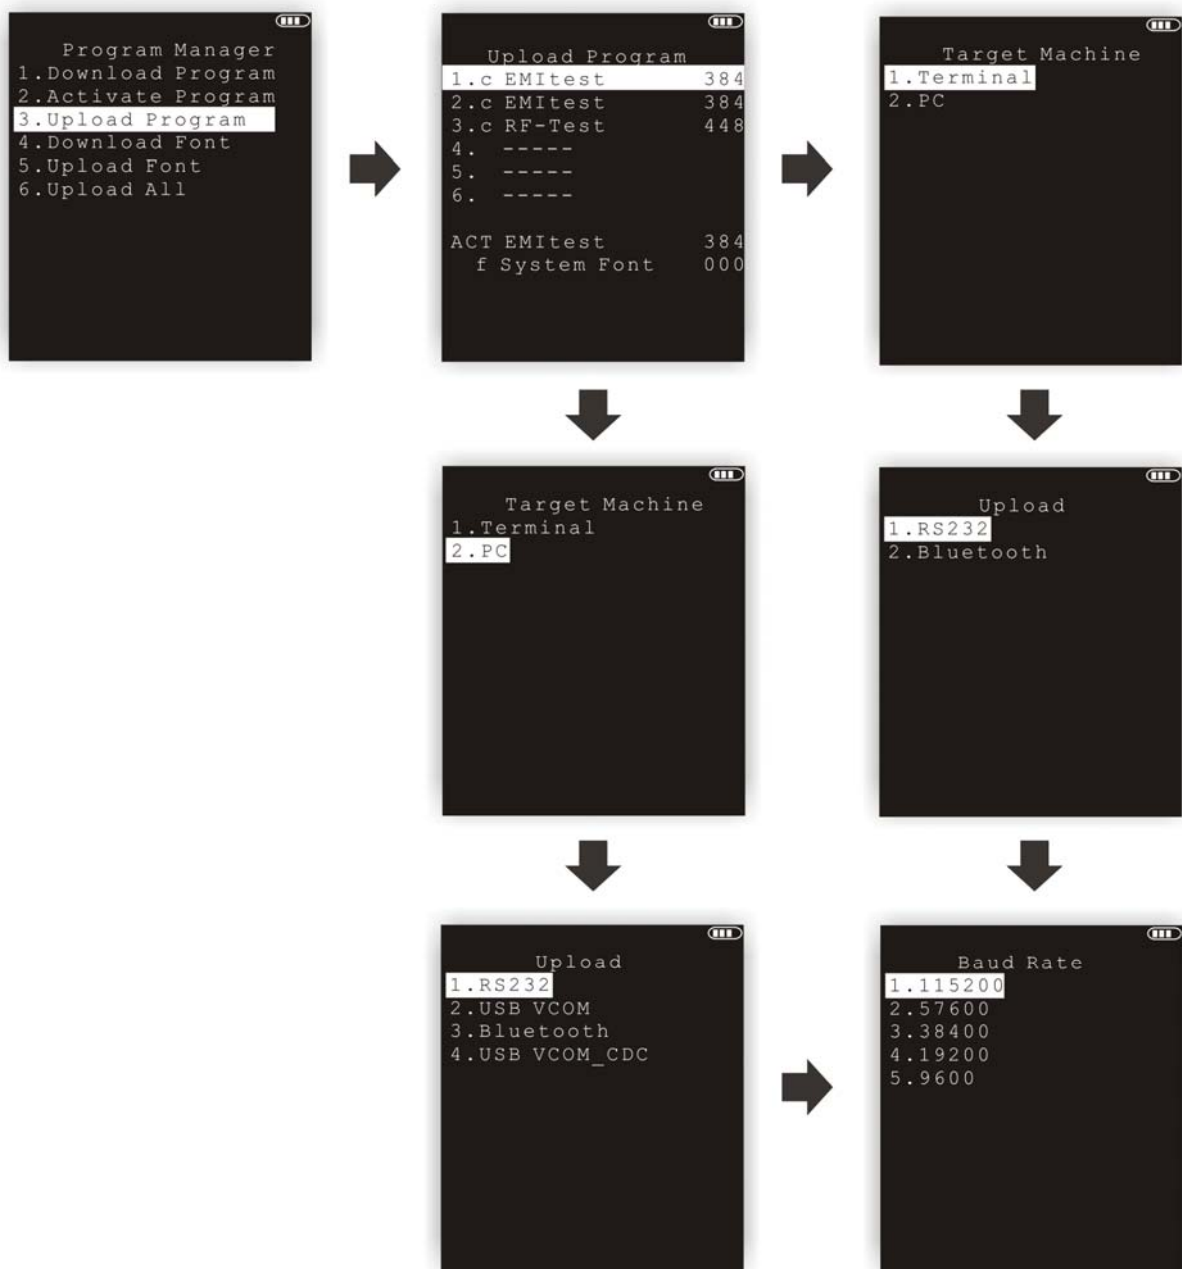 Program Manager
1.Download Program
2.Activate Program
3.Upload Program
4.Download Font
5.Upload Font
6.Upload All
Upload Program
1.c EMItest 384
2.c EMItest 384
3.c RF-Test 448
4. -----
5. -----
6. -----
ACT EMItest 384
f System Font 000
Target Machine
1.Terminal
2.PC
Target Machine
1.Terminal
2.PC
Upload
1.RS232
2.Bluetooth
Upload
1.RS232
2.USB VCOM
3.Bluetooth
4.USB VCOM_CDC
Baud Rate
1.115200
2.57600
3.38400
4.19200
5.9600